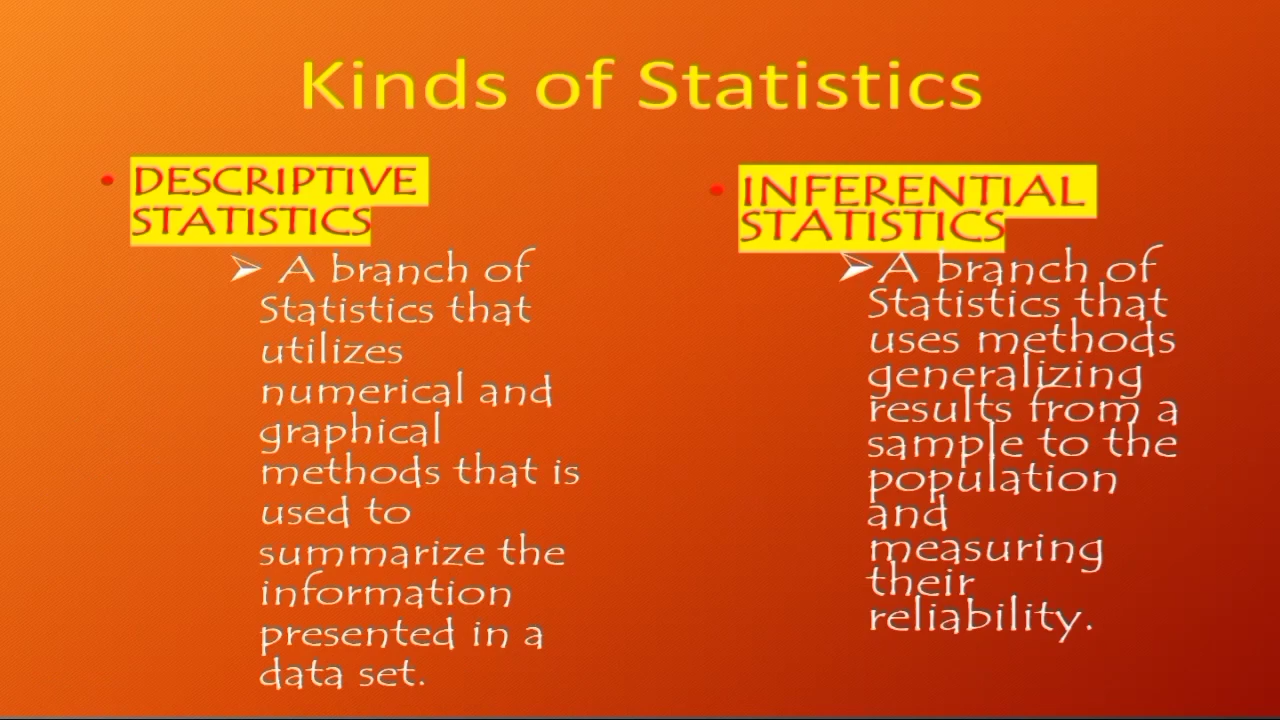 Kinds of Statistics
• DESCRIPTIVE
STATISTICS
➢ A branch of
Statistics that
utilizes
numerical and
graphical
methods that is
used to
summarize the
information
presented in a
data set.
• INFERENTIAL
STATISTICS
➢ A branch of
Statistics that
uses methods
generalizing
results from a
sample to the
population
and
measuring
their
reliability.